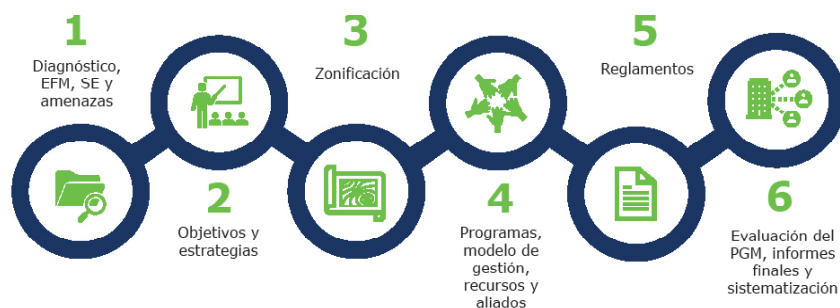 1
Diagnóstico,
EFM, SE y
amenazas
2
Objetivos y
estrategias
3
Zonificación
4
Programas,
modelo de
gestión,
recursos y
aliados
5
Reglamentos
6
Evaluación del
PGM, informes
finales y
sistematización